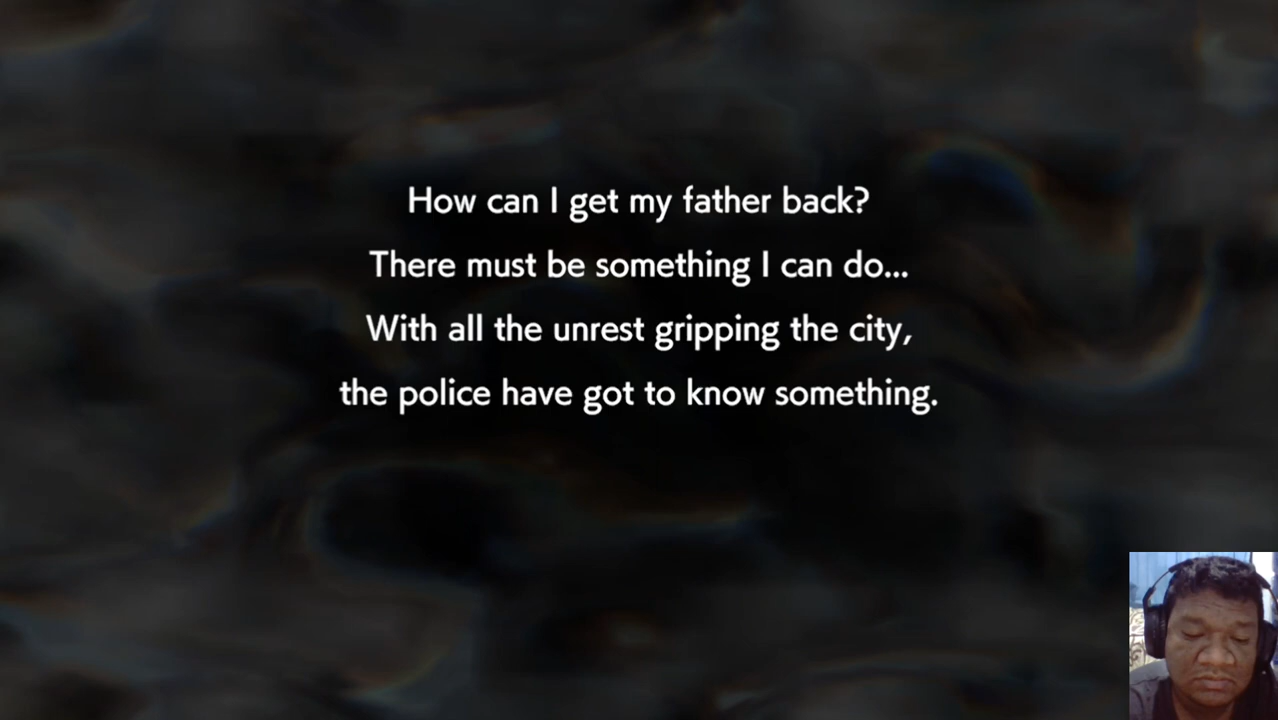 How can I get my father back?
There must be something I can do...
With all the unrest gripping the city,
the police have got to know something.